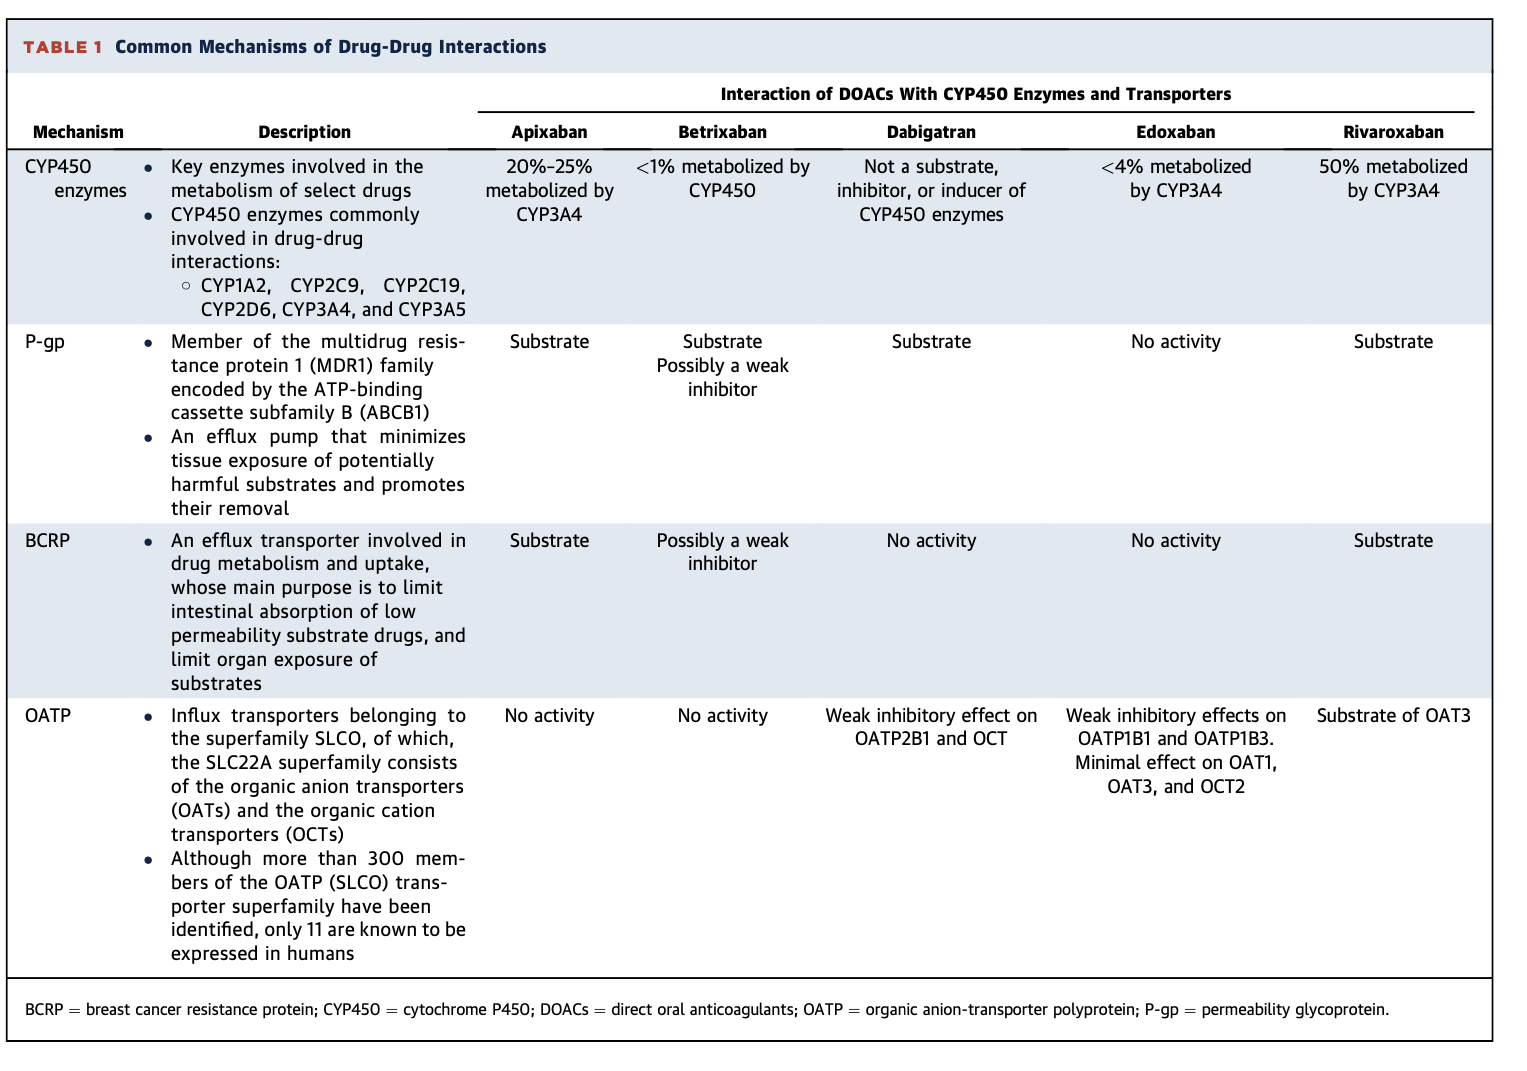 TABLE 1 Common Mechanisms of Drug-Drug Interactions
Interaction of DOACs With CYP450 Enzymes and Transporters
Mechanism Description Apixaban Betrixaban Dabigatran Edoxaban Rivaroxaban
CYP450 • Key enzymes involved in the 20%–25% <1% metabolized by Not a substrate, <4% metabolized 50% metabolized
enzymes metabolism of select drugs metabolized by CYP450 inhibitor, or inducer of by CYP3A4 by CYP3A4
• CYP450 enzymes commonly CYP3A4 CYP450 enzymes
involved in drug-drug
interactions:
○ CYP1A2, CYP2C9, CYP2C19,
CYP2D6, CYP3A4, and CYP3A5
P-gp • Member of the multidrug resis- Substrate Substrate Substrate No activity Substrate
tance protein 1 (MDR1) family Possibly a weak
encoded by the ATP-binding inhibitor
cassette subfamily B (ABCB1)
• An efflux pump that minimizes
tissue exposure of potentially
harmful substrates and promotes
their removal
BCRP • An efflux transporter involved in Substrate Possibly a weak No activity No activity Substrate
drug metabolism and uptake, inhibitor
whose main purpose is to limit
intestinal absorption of low
permeability substrate drugs, and
limit organ exposure of
substrates
OATP • Influx transporters belonging to No activity No activity Weak inhibitory effect on Weak inhibitory effects on Substrate of OAT3
the superfamily SLCO, of which, OATP2B1 and OCT OATP1B1 and OATP1B3.
the SLC22A superfamily consists Minimal effect on OAT1,
of the organic anion transporters OAT3, and OCT2
(OATs) and the organic cation
transporters (OCTs)
• Although more than 300 mem-
bers of the OATP (SLCO) trans-
porter superfamily have been
identified, only 11 are known to be
expressed in humans
BCRP = breast cancer resistance protein; CYP450 = cytochrome P450; DOACs = direct oral anticoagulants; OATP = organic anion-transporter polyprotein; P-gp = permeability glycoprotein.